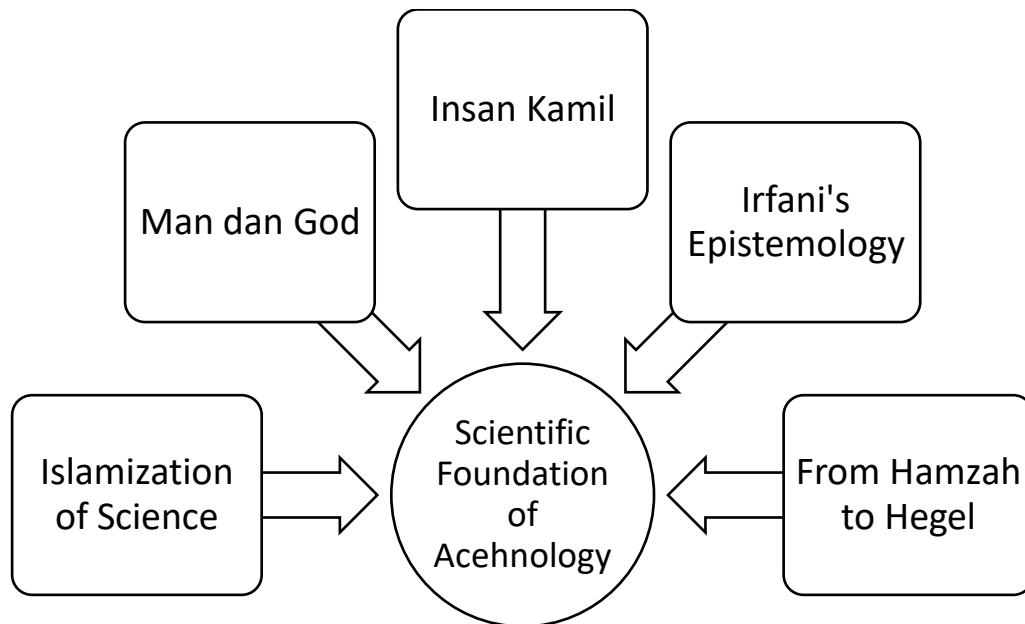 Insan Kamil
Man dan God
Irfani's
Epistemology
Islamization
of Science
Scientific
Foundation
of
Acehnology
From Hamzah
to Hegel